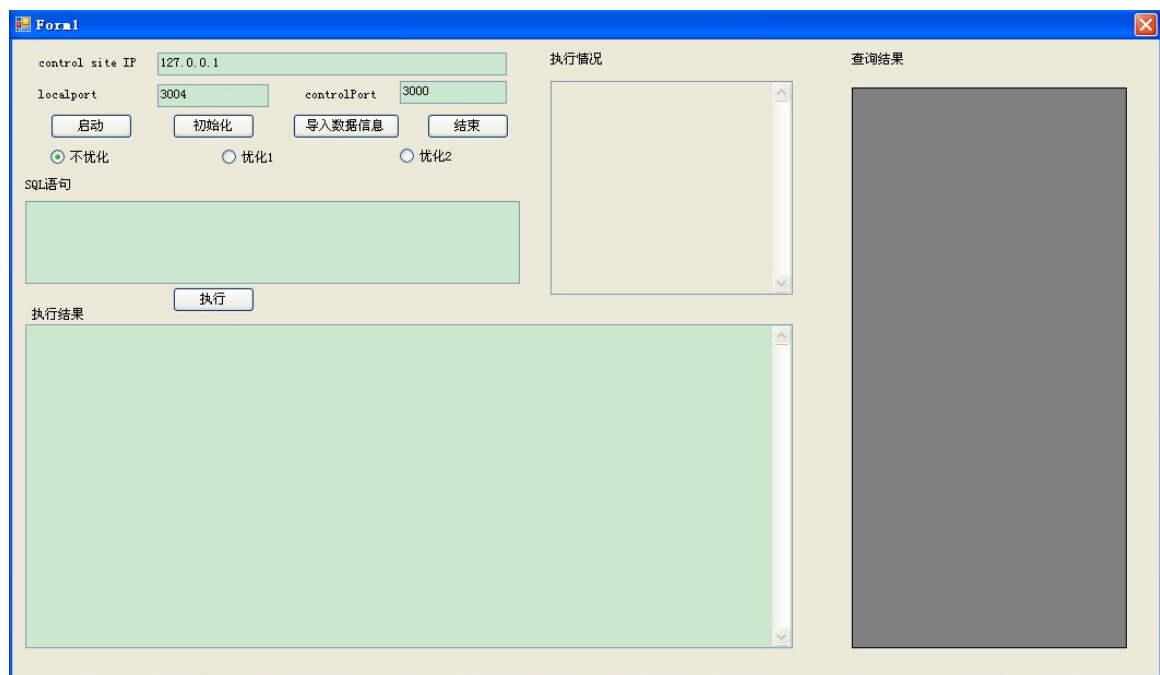 Form1
control site IP 127.0.0.1
localport 3004 controlPort 3000
启动 初始化 导入数据信息 结束
不优化 优化1 优化2
SQL语句
执行
执行结果
执行情况
查询结果